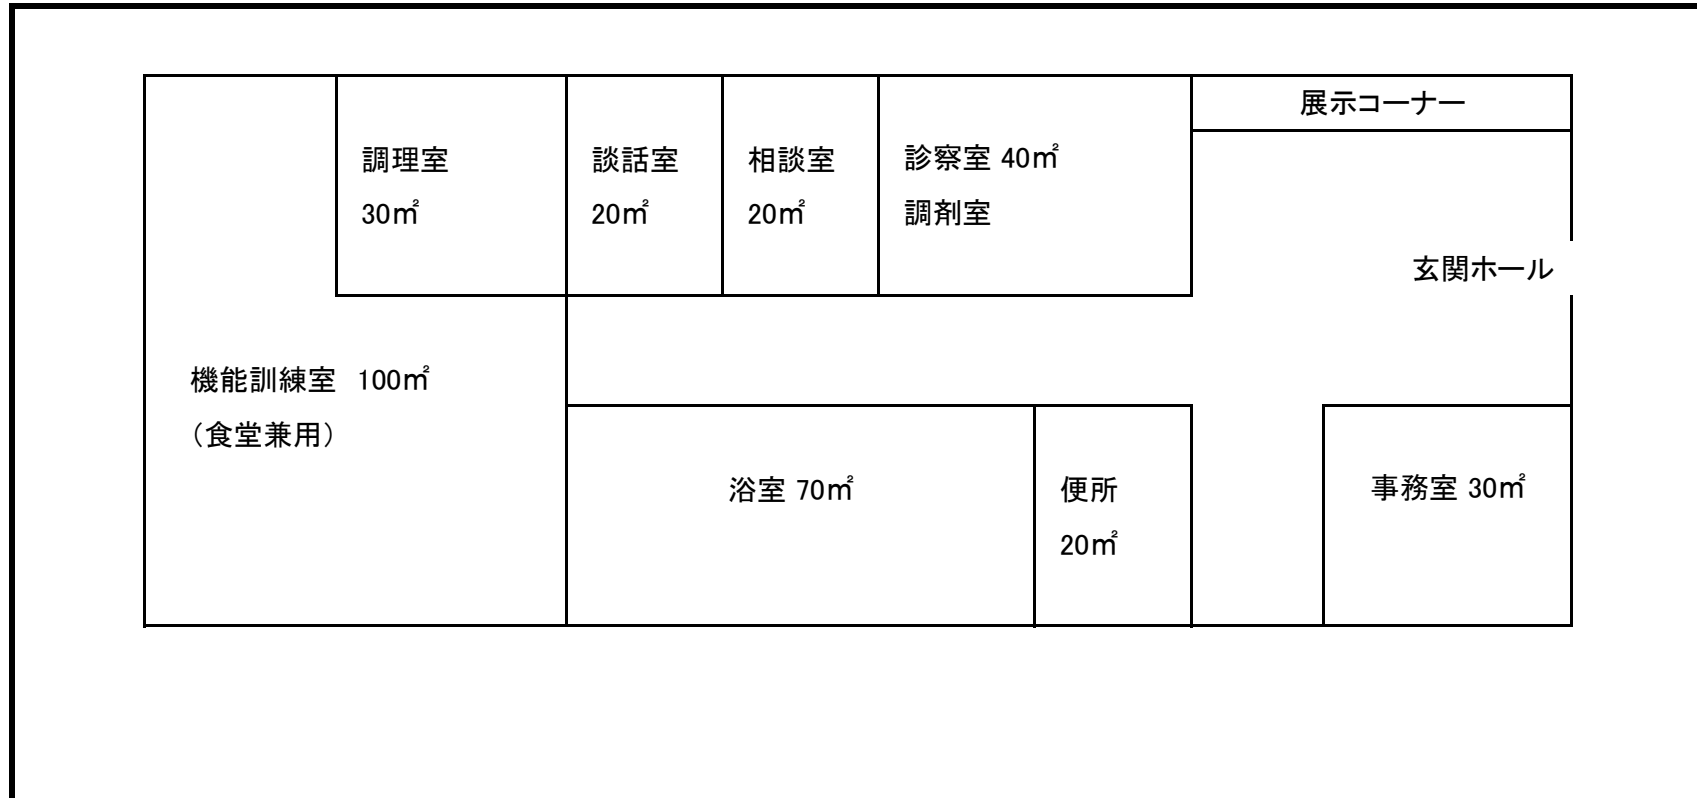 展示コーナー
調理室
30㎡
談話室
20㎡
相談室
20㎡
診察室 40㎡
調剤室
玄関ホール
機能訓練室　100㎡
（食堂兼用）
浴室 70㎡
便所
20㎡
事務室 30㎡